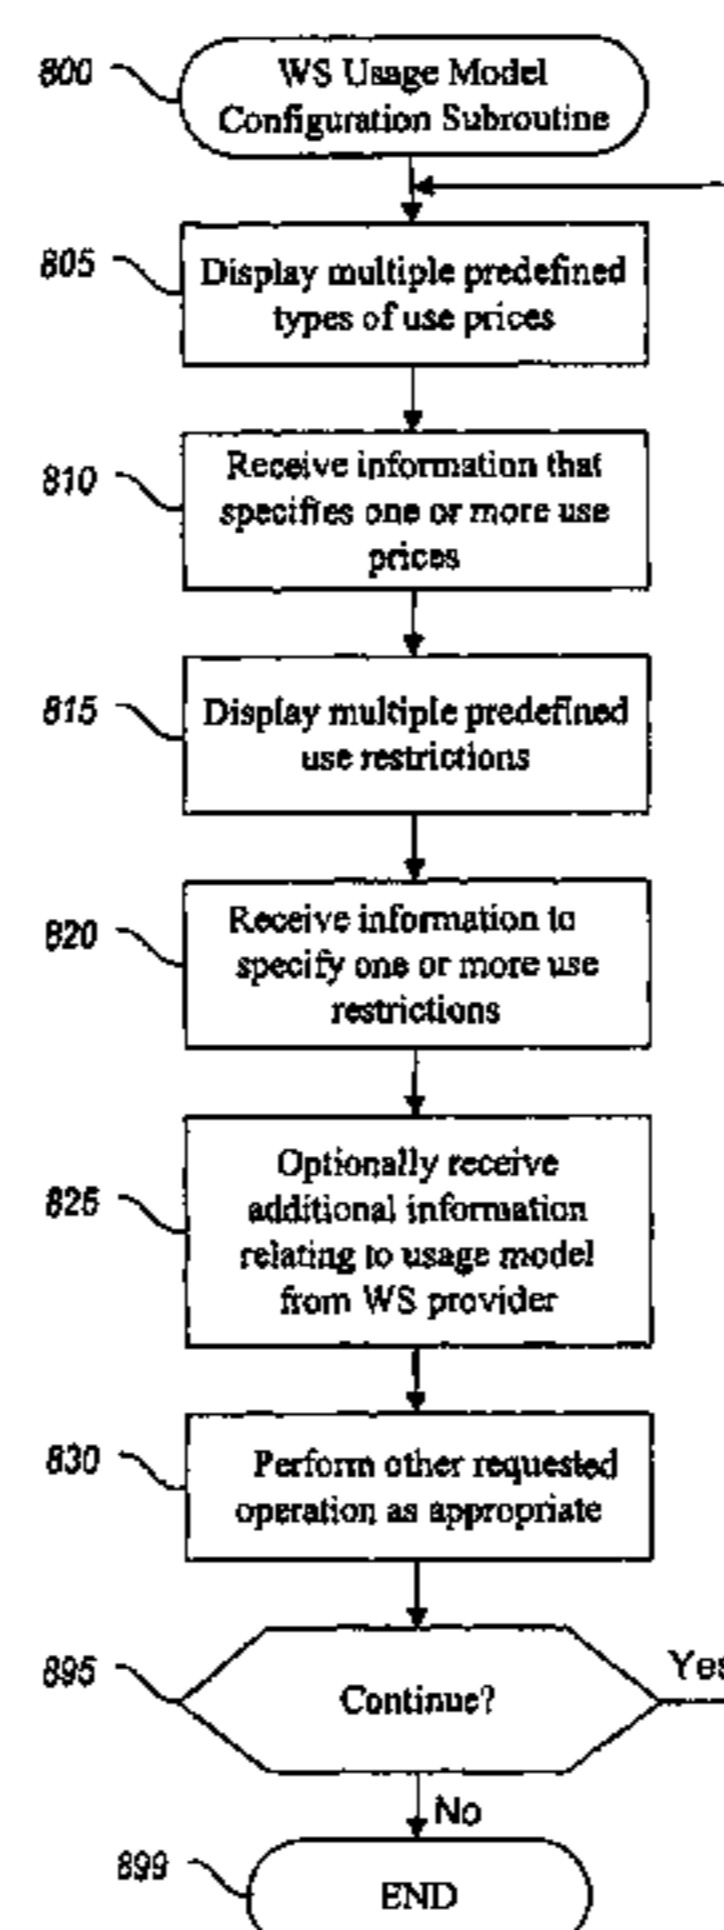 800
WS Usage Model
Configuration Subroutine
805
Display multiple predefined
types of use prices
810
Receive information that
specifies one or more use
prices
815
Display multiple predefined
use restrictions
820
Receive information to
specify one or more use
restrictions
825
Optionally receive
additional information
relating to usage model
from WS provider
830
Perform other requested
operation as appropriate
895
Continue?
Yes
No
899
END